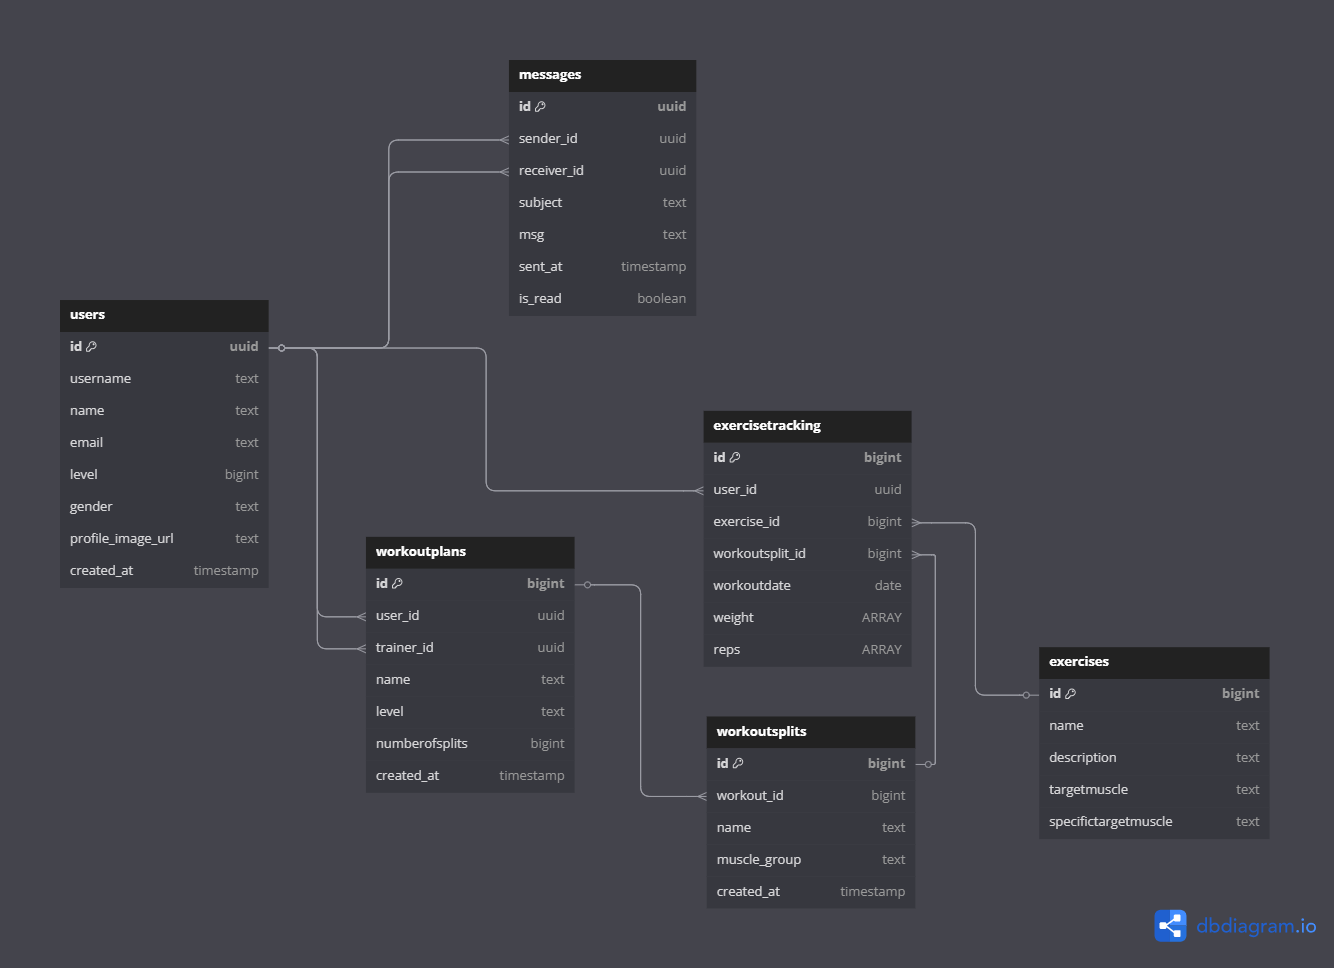 messages
id uuid
sender_id uuid
receiver_id uuid
subject text
msg text
sent_at timestamp
is_read boolean
users
id uuid
username text
name text
email text
level bigint
gender text
profile_image_url text
created_at timestamp
exercisetracking
id bigint
user_id uuid
exercise_id bigint
workoutsplit_id bigint
workoutdate date
weight ARRAY
reps ARRAY
workoutplans
id bigint
user_id uuid
trainer_id uuid
name text
level text
numberofsplits bigint
created_at timestamp
exercises
id bigint
name text
description text
targetmuscle text
specifictargetmuscle text
workoutsplits
id bigint
workout_id bigint
name text
muscle_group text
created_at timestamp
dbdiagram.io